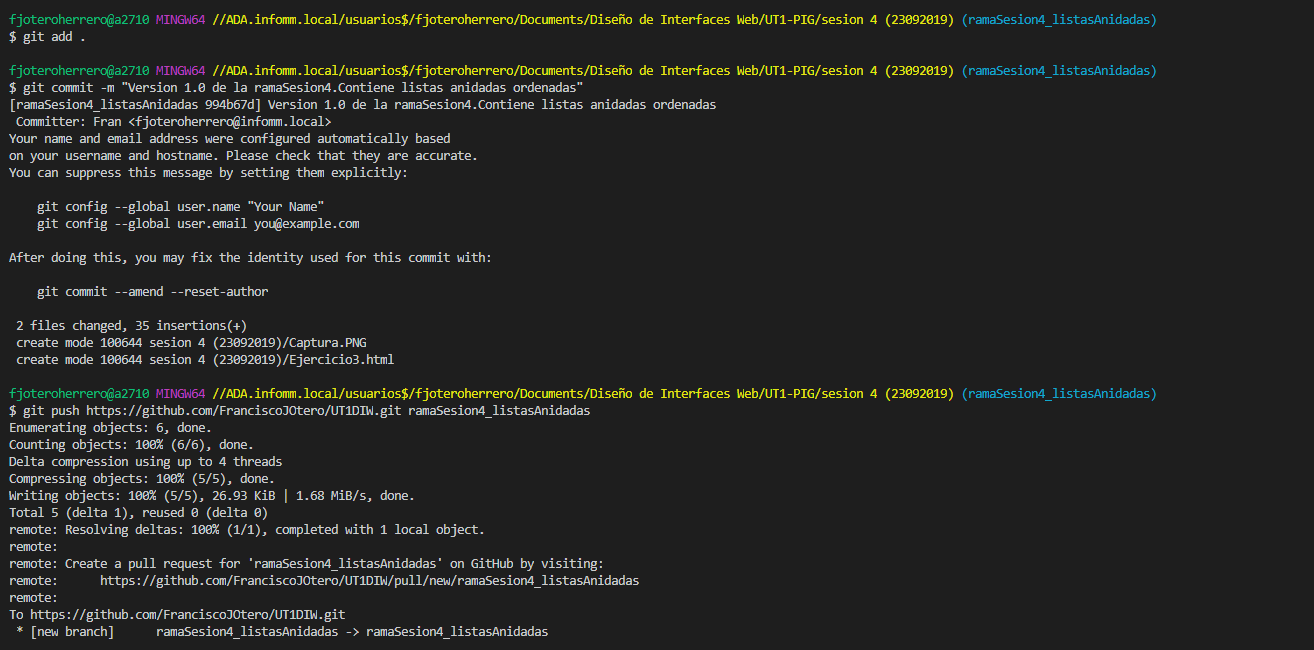 fjoteroherrero@a2710 MINGW64 //ADA.infomm.local/usuarios$/fjoteroherrero/Documents/Diseño de Interfaces Web/UT1-PIG/sesion 4 (23092019) (ramaSesion4_listasAnidadas)
$ git add .
fjoteroherrero@a2710 MINGW64 //ADA.infomm.local/usuarios$/fjoteroherrero/Documents/Diseño de Interfaces Web/UT1-PIG/sesion 4 (23092019) (ramaSesion4_listasAnidadas)
$ git commit -m "Version 1.0 de la ramaSesion4.Contiene listas anidadas ordenadas"
[ramaSesion4_listasAnidadas 994b67d] Version 1.0 de la ramaSesion4.Contiene listas anidadas ordenadas
 Committer: Fran <fjoteroherrero@infomm.local>
Your name and email address were configured automatically based
on your username and hostname. Please check that they are accurate.
You can suppress this message by setting them explicitly:
    git config --global user.name "Your Name"
    git config --global user.email you@example.com
After doing this, you may fix the identity used for this commit with:
    git commit --amend --reset-author
 2 files changed, 35 insertions(+)
 create mode 100644 sesion 4 (23092019)/Captura.PNG
 create mode 100644 sesion 4 (23092019)/Ejercicio3.html
fjoteroherrero@a2710 MINGW64 //ADA.infomm.local/usuarios$/fjoteroherrero/Documents/Diseño de Interfaces Web/UT1-PIG/sesion 4 (23092019) (ramaSesion4_listasAnidadas)
$ git push https://github.com/FranciscoJOtero/UT1DIW.git ramaSesion4_listasAnidadas
Enumerating objects: 6, done.
Counting objects: 100% (6/6), done.
Delta compression using up to 4 threads
Compressing objects: 100% (5/5), done.
Writing objects: 100% (5/5), 26.93 KiB | 1.68 MiB/s, done.
Total 5 (delta 1), reused 0 (delta 0)
remote: Resolving deltas: 100% (1/1), completed with 1 local object.
remote:
remote: Create a pull request for 'ramaSesion4_listasAnidadas' on GitHub by visiting:
remote:      https://github.com/FranciscoJOtero/UT1DIW/pull/new/ramaSesion4_listasAnidadas
remote:
To https://github.com/FranciscoJOtero/UT1DIW.git
 * [new branch]      ramaSesion4_listasAnidadas -> ramaSesion4_listasAnidadas